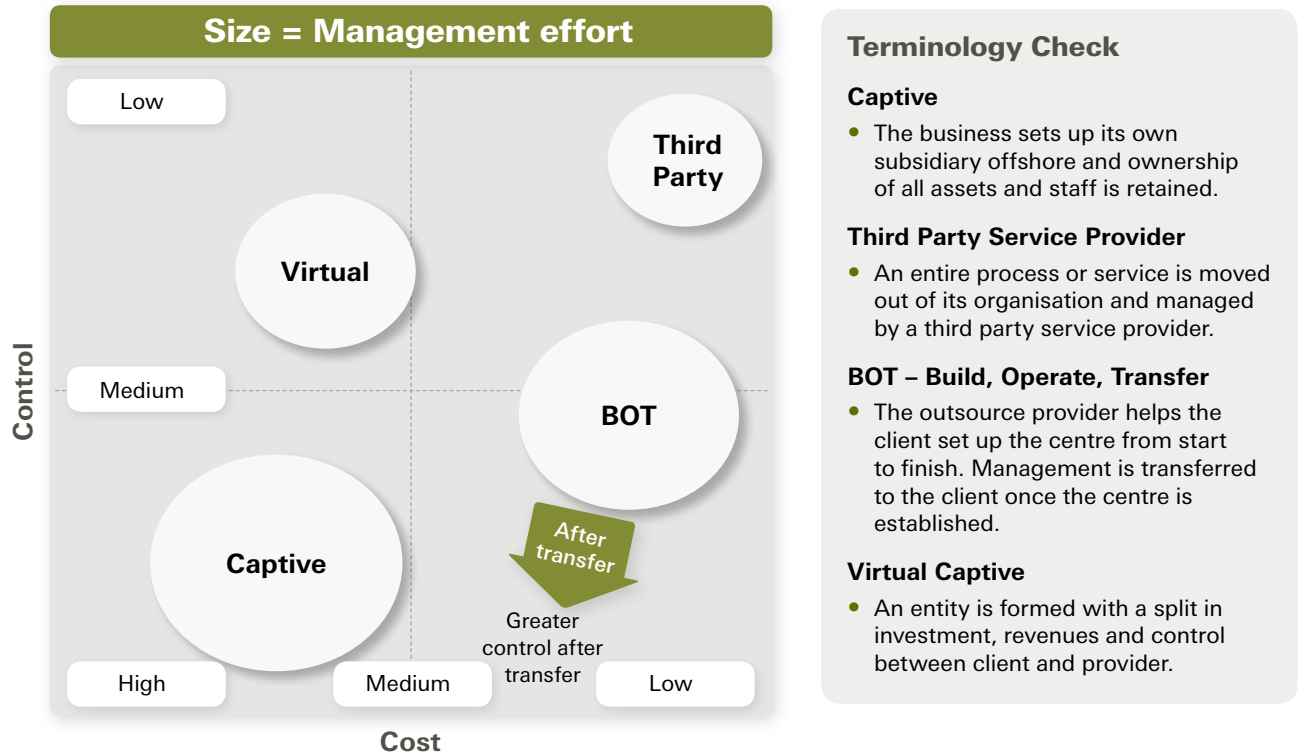 Size = Management effort
Low
Third
Party
Virtual
Control
Medium
BOT
Captive
After
transfer
Greater
control after
transfer
High
Medium
Low
Cost
Terminology Check
Captive
• The business sets up its own
subsidiary offshore and ownership
of all assets and staff is retained.
Third Party Service Provider
• An entire process or service is moved
out of its organisation and managed
by a third party service provider.
BOT – Build, Operate, Transfer
• The outsource provider helps the
client set up the centre from start
to finish. Management is transferred
to the client once the centre is
established.
Virtual Captive
• An entity is formed with a split in
investment, revenues and control
between client and provider.